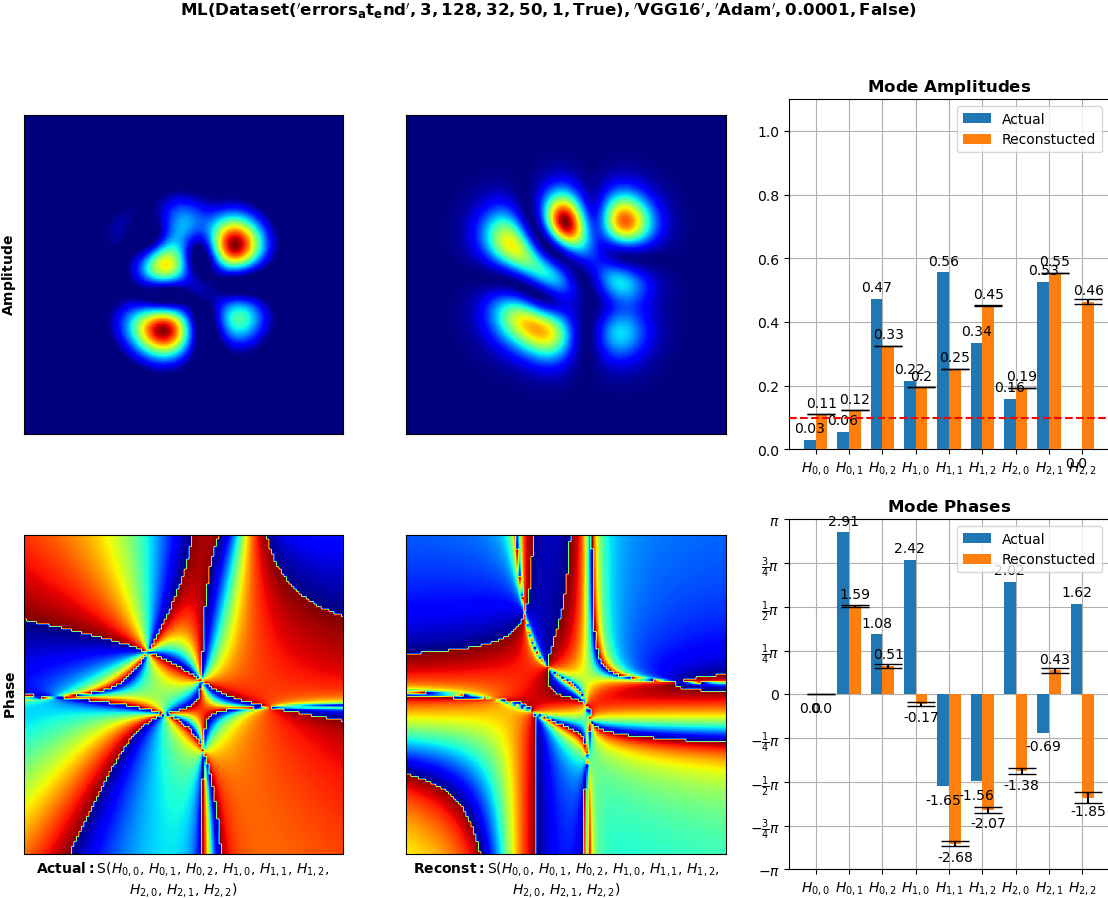 ML(Dataset('errors_at_end', 3, 128, 32, 50, 1, True), 'VGG16', 'Adam', 0.0001, False)
Amplitude
Mode Amplitudes
Actual
Reconstucted
1.0
0.8
0.6
0.4
0.2
0.0
0.03
0.11
0.06
0.12
0.47
0.33
0.22
0.2
0.56
0.25
0.34
0.45
0.16
0.19
0.53
0.55
0.0
0.46
H0,0 H0,1 H0,2 H1,0 H1,1 H1,2 H2,0 H2,1 H2,2
Phase
Mode Phases
Actual
Reconstucted
π
3/4π
1/2π
1/4π
0
−1/4π
−1/2π
−3/4π
−π
0.0
0.0
2.91
1.59
1.08
0.51
2.42
-0.17
-1.65
-2.68
-1.56
-2.07
2.02
-1.38
-0.69
0.43
1.62
-1.85
H0,0 H0,1 H0,2 H1,0 H1,1 H1,2 H2,0 H2,1 H2,2
Actual: S(H0,0, H0,1, H0,2, H1,0, H1,1, H1,2,
H2,0, H2,1, H2,2)
Reconst: S(H0,0, H0,1, H0,2, H1,0, H1,1, H1,2,
H2,0, H2,1, H2,2)